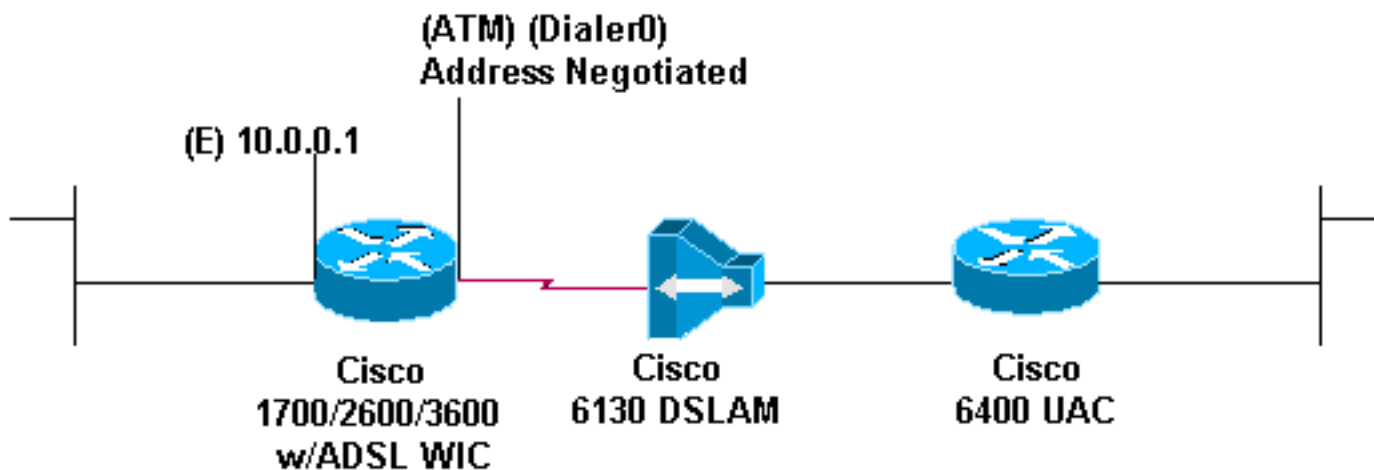 (ATM) (Dialer0)
Address Negotiated
(E) 10.0.0.1
Cisco
1700/2600/3600
w/ADSL WIC
Cisco
6130 DSLAM
Cisco
6400 UAC